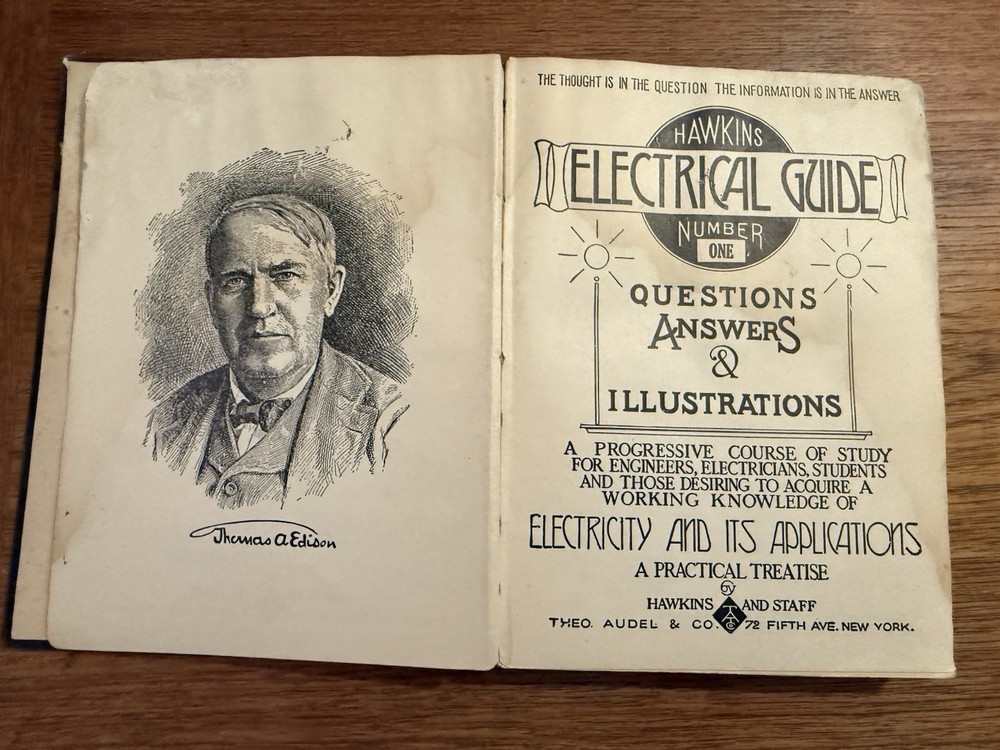 Thomas A Edison
THE THOUGHT IS IN THE QUESTION THE INFORMATION IS IN THE ANSWER
HAWKINS
ELECTRICAL GUIDE
NUMBER
ONE
QUESTIONS
ANSWERS
&
ILLUSTRATIONS
A PROGRESSIVE COURSE OF STUDY
FOR ENGINEERS, ELECTRICIANS, STUDENTS
AND THOSE DESIRING TO ACQUIRE A
WORKING KNOWLEDGE OF
ELECTRICITY AND ITS APPLICATIONS
A PRACTICAL TREATISE
by
HAWKINS AND STAFF
THEO. AUDEL & CO. 72 FIFTH AVE. NEW YORK.